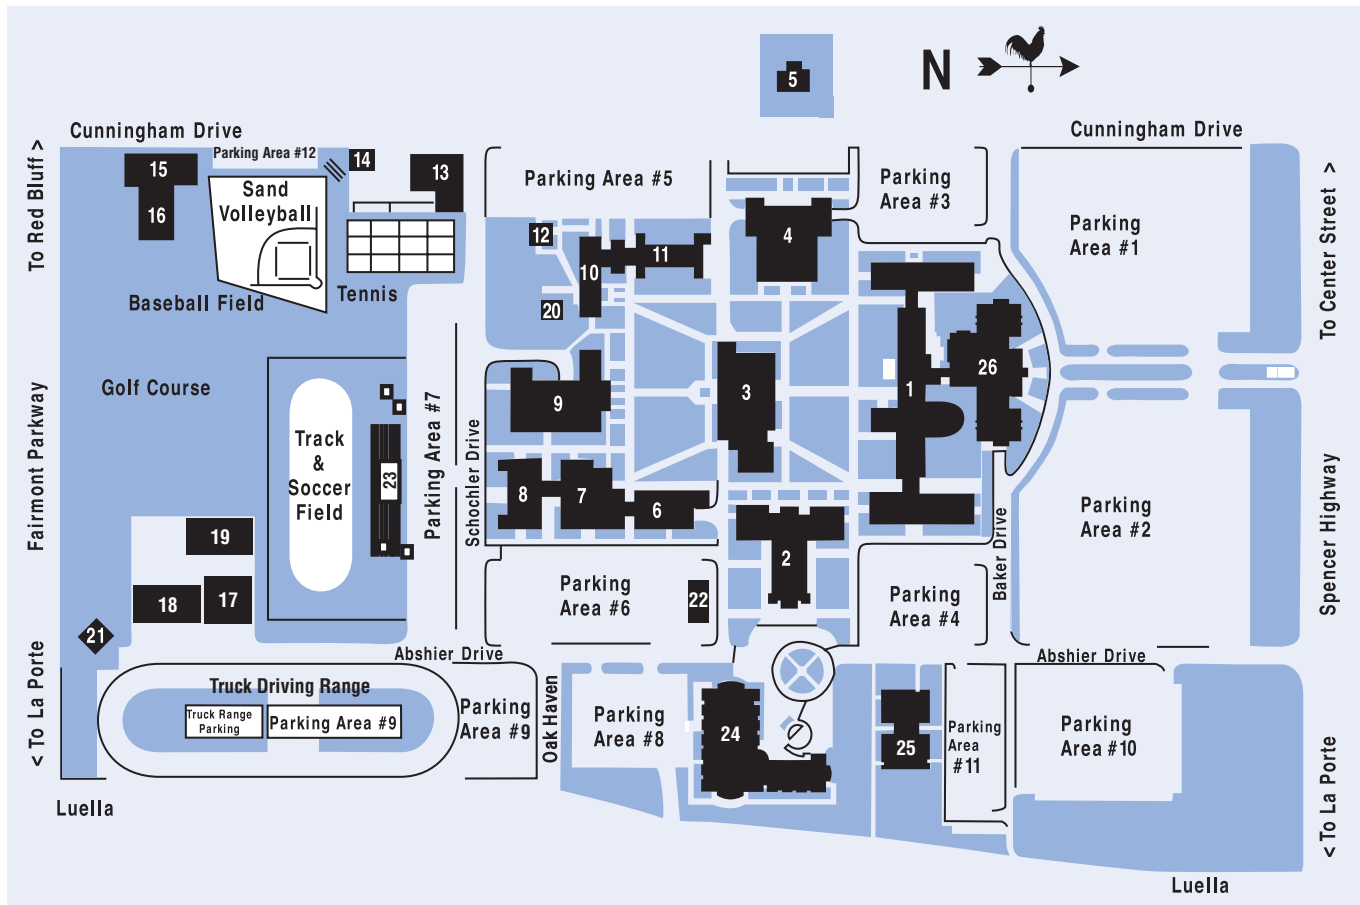 5
N
Cunningham Drive
Cunningham Drive
Parking Area #12
14
15
13
16
Sand
Volleyball
Parking Area #5
Parking
Area #3
Parking
Area #1
To Red Bluff >
To Center Street >
12
4
11
10
20
Baseball Field
Tennis
Golf Course
Fairmont Parkway
Track
&
Soccer
Field
23
Parking Area #7
Schochler Drive
9
3
1
26
8
7
6
19
18
17
21
2
22
Parking
Area #6
Parking
Area #4
Baker Drive
Parking
Area #2
Spencer Highway
Abshier Drive
Abshier Drive
< To La Porte
Truck Driving Range
Truck Range
Parking
Parking Area #9
Parking
Area #9
Oak Haven
Parking
Area #8
24
25
Parking
Area
#11
Parking
Area #10
< To La Porte
Luella
Luella